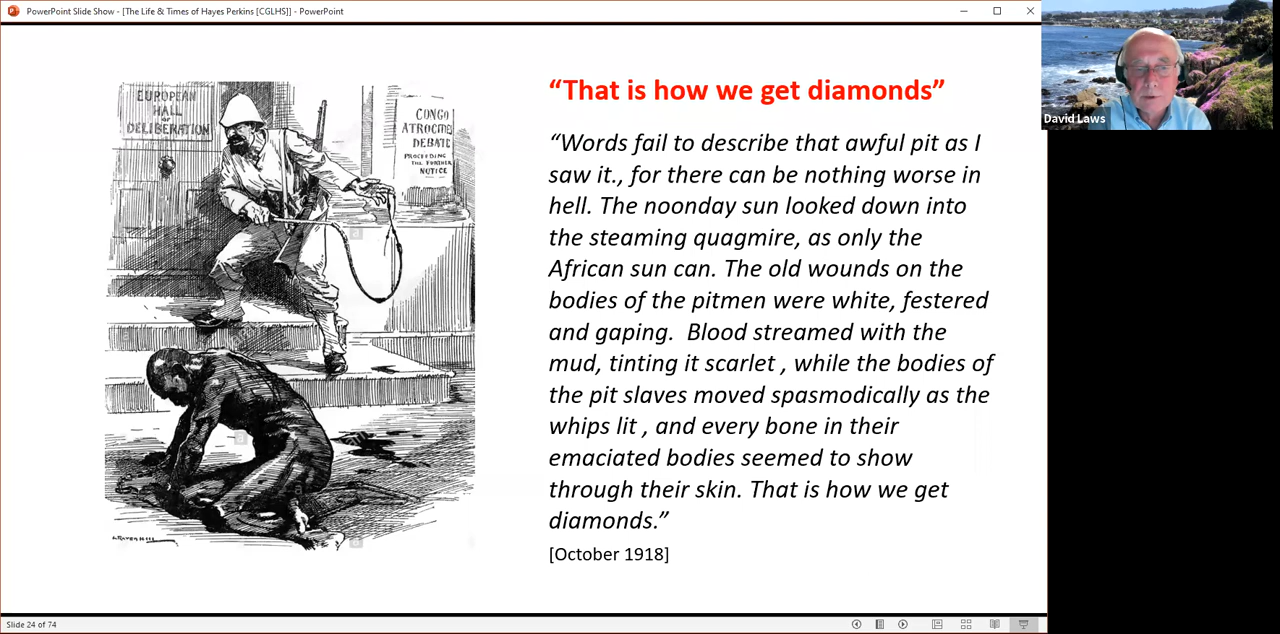 PowerPoint Slide Show - [The Life & Times of Hayes Perkins [CGLHS]] - PowerPoint
David Laws
EUROPEAN
HALL
of
DELIBERATION
CONGO
DEBATE
PROCEEDING
TILL FURTHER
NOTICE
“That is how we get diamonds”
“Words fail to describe that awful pit as I
saw it., for there can be nothing worse in
hell. The noonday sun looked down into
the steaming quagmire, as only the
African sun can. The old wounds on the
bodies of the pitmen were white, festered
and gaping.  Blood streamed with the
mud, tinting it scarlet , while the bodies of
the pit slaves moved spasmodically as the
whips lit , and every bone in their
emaciated bodies seemed to show
through their skin. That is how we get
diamonds.”
[October 1918]
Slide 24 of 74